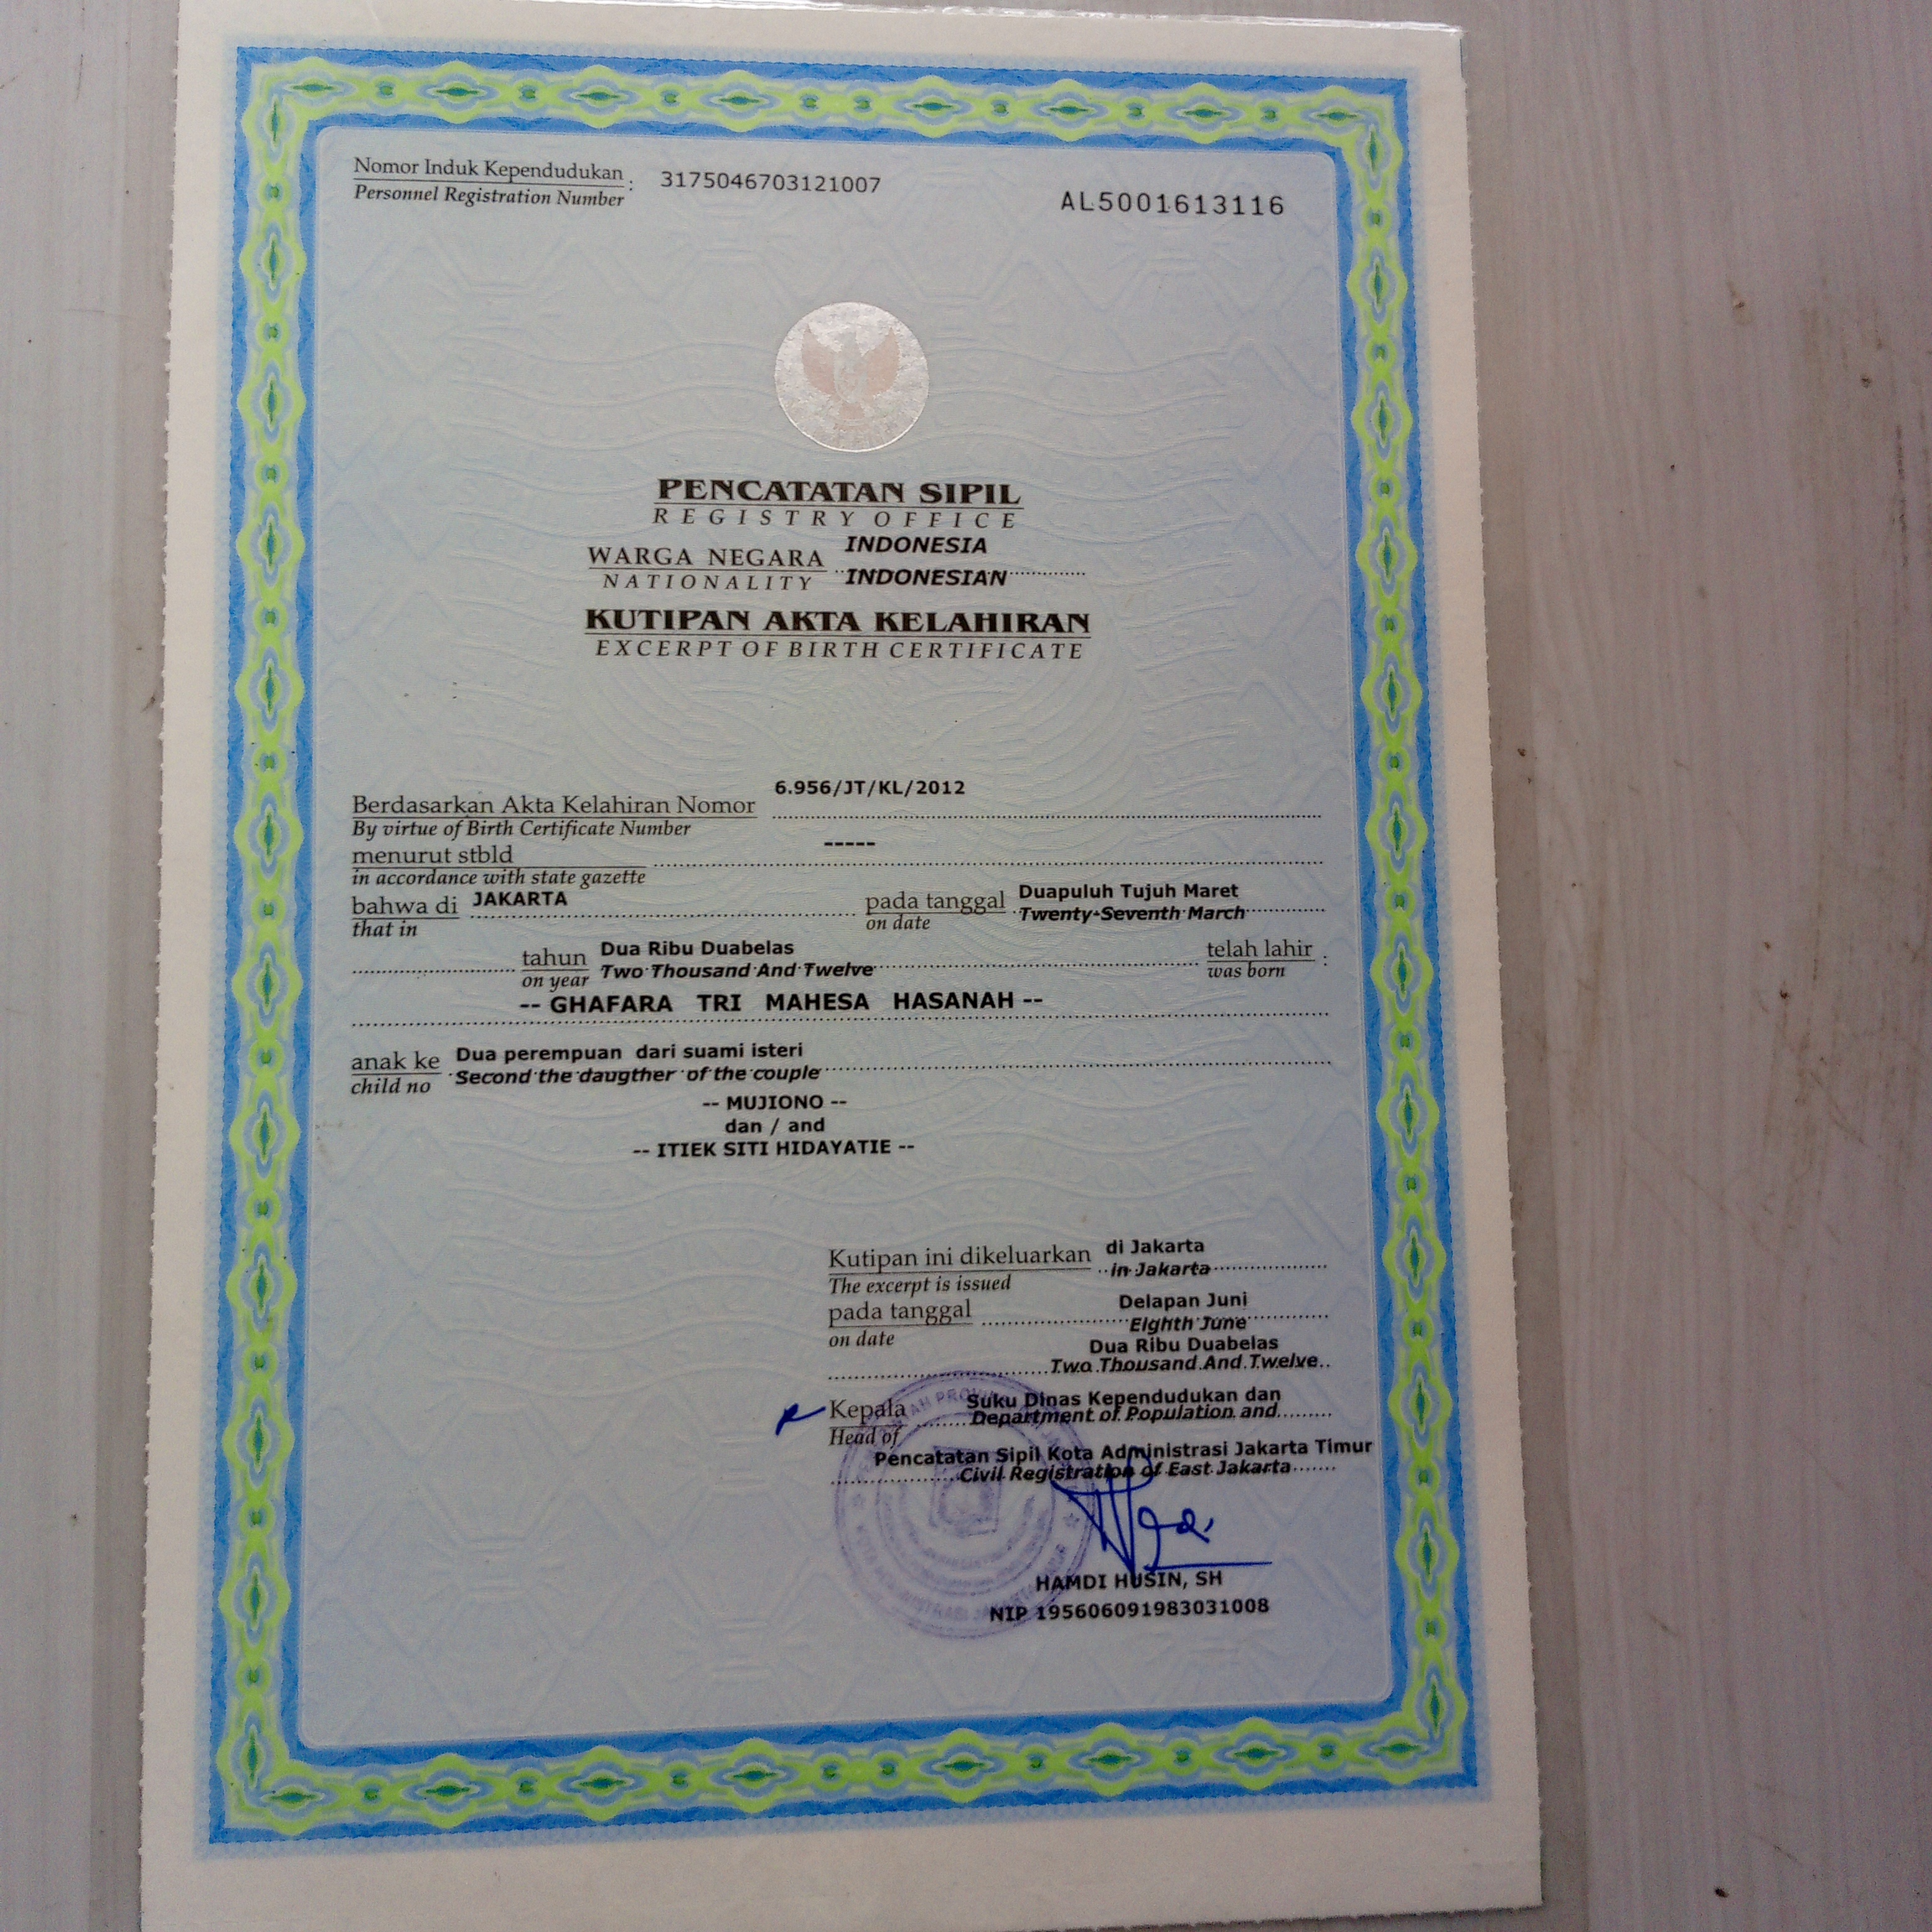 Nomor Induk Kependudukan : 3175046703121007
Personnel Registration Number
AL5001613116
PENCATATAN SIPIL
REGISTRY OFFICE
WARGA NEGARA INDONESIA
NATIONALITY INDONESIAN
KUTIPAN AKTA KELAHIRAN
EXCERPT OF BIRTH CERTIFICATE
Berdasarkan Akta Kelahiran Nomor 6.956/JT/KL/2012
By virtue of Birth Certificate Number
menurut stbld -----
in accordance with state gazette
bahwa di JAKARTA pada tanggal Duapuluh Tujuh Maret
that in on date Twenty-Seventh March
tahun Dua Ribu Duabelas telah lahir :
on year Two Thousand And Twelve was born
-- GHAFARA TRI MAHESA HASANAH --
anak ke Dua perempuan dari suami isteri
child no Second the daugther of the couple
-- MUJIONO --
dan / and
-- ITIEK SITI HIDAYATIE --
Kutipan ini dikeluarkan di Jakarta
The excerpt is issued in Jakarta
pada tanggal Delapan Juni
on date Eighth June
Dua Ribu Duabelas
Two Thousand And Twelve
Kepala Suku Dinas Kependudukan dan
Head of Department of Population and
Pencatatan Sipil Kota Administrasi Jakarta Timur
Civil Registration of East Jakarta
HAMDI HUSIN, SH
NIP 195606091983031008